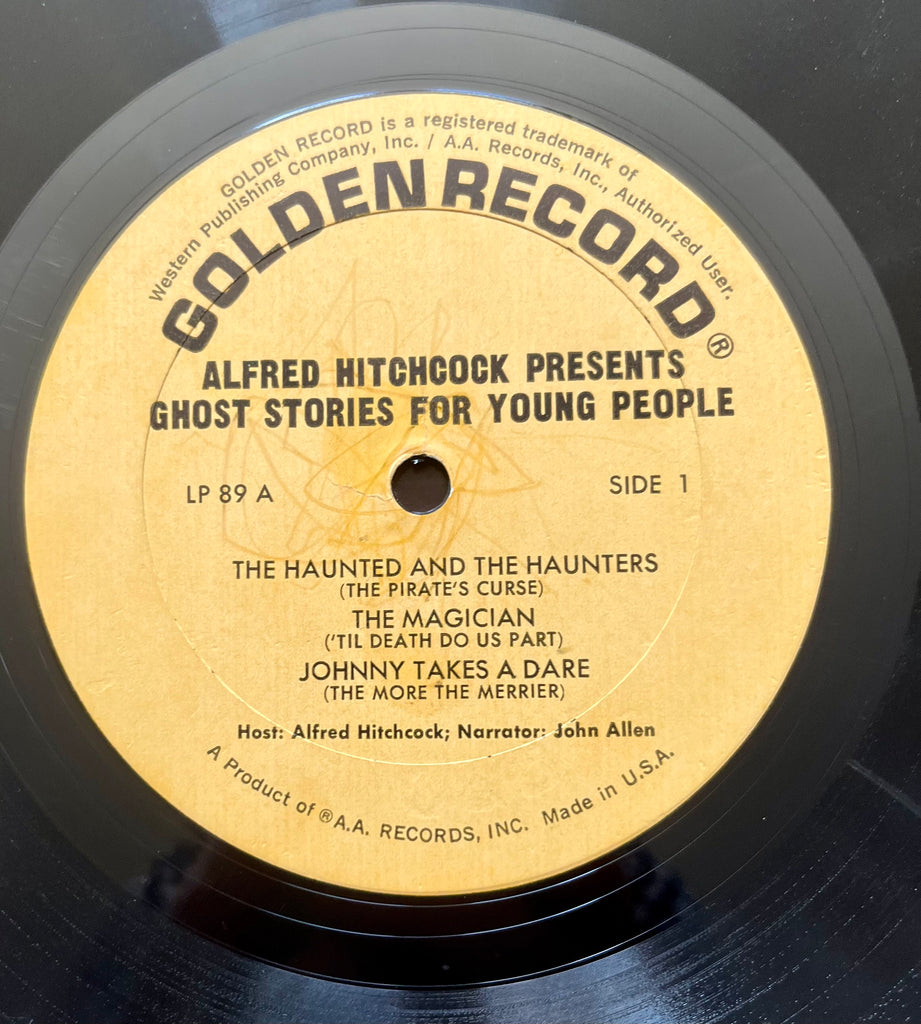 GOLDEN RECORD is a registered trademark of
Western Publishing Company, Inc. / A.A. Records, Inc., Authorized User.
GOLDEN RECORD®
ALFRED HITCHCOCK PRESENTS
GHOST STORIES FOR YOUNG PEOPLE
LP 89 A
SIDE 1
THE HAUNTED AND THE HAUNTERS
(THE PIRATE'S CURSE)
THE MAGICIAN
('TIL DEATH DO US PART)
JOHNNY TAKES A DARE
(THE MORE THE MERRIER)
Host: Alfred Hitchcock; Narrator: John Allen
A Product of ® A.A. RECORDS, INC. Made in U.S.A.